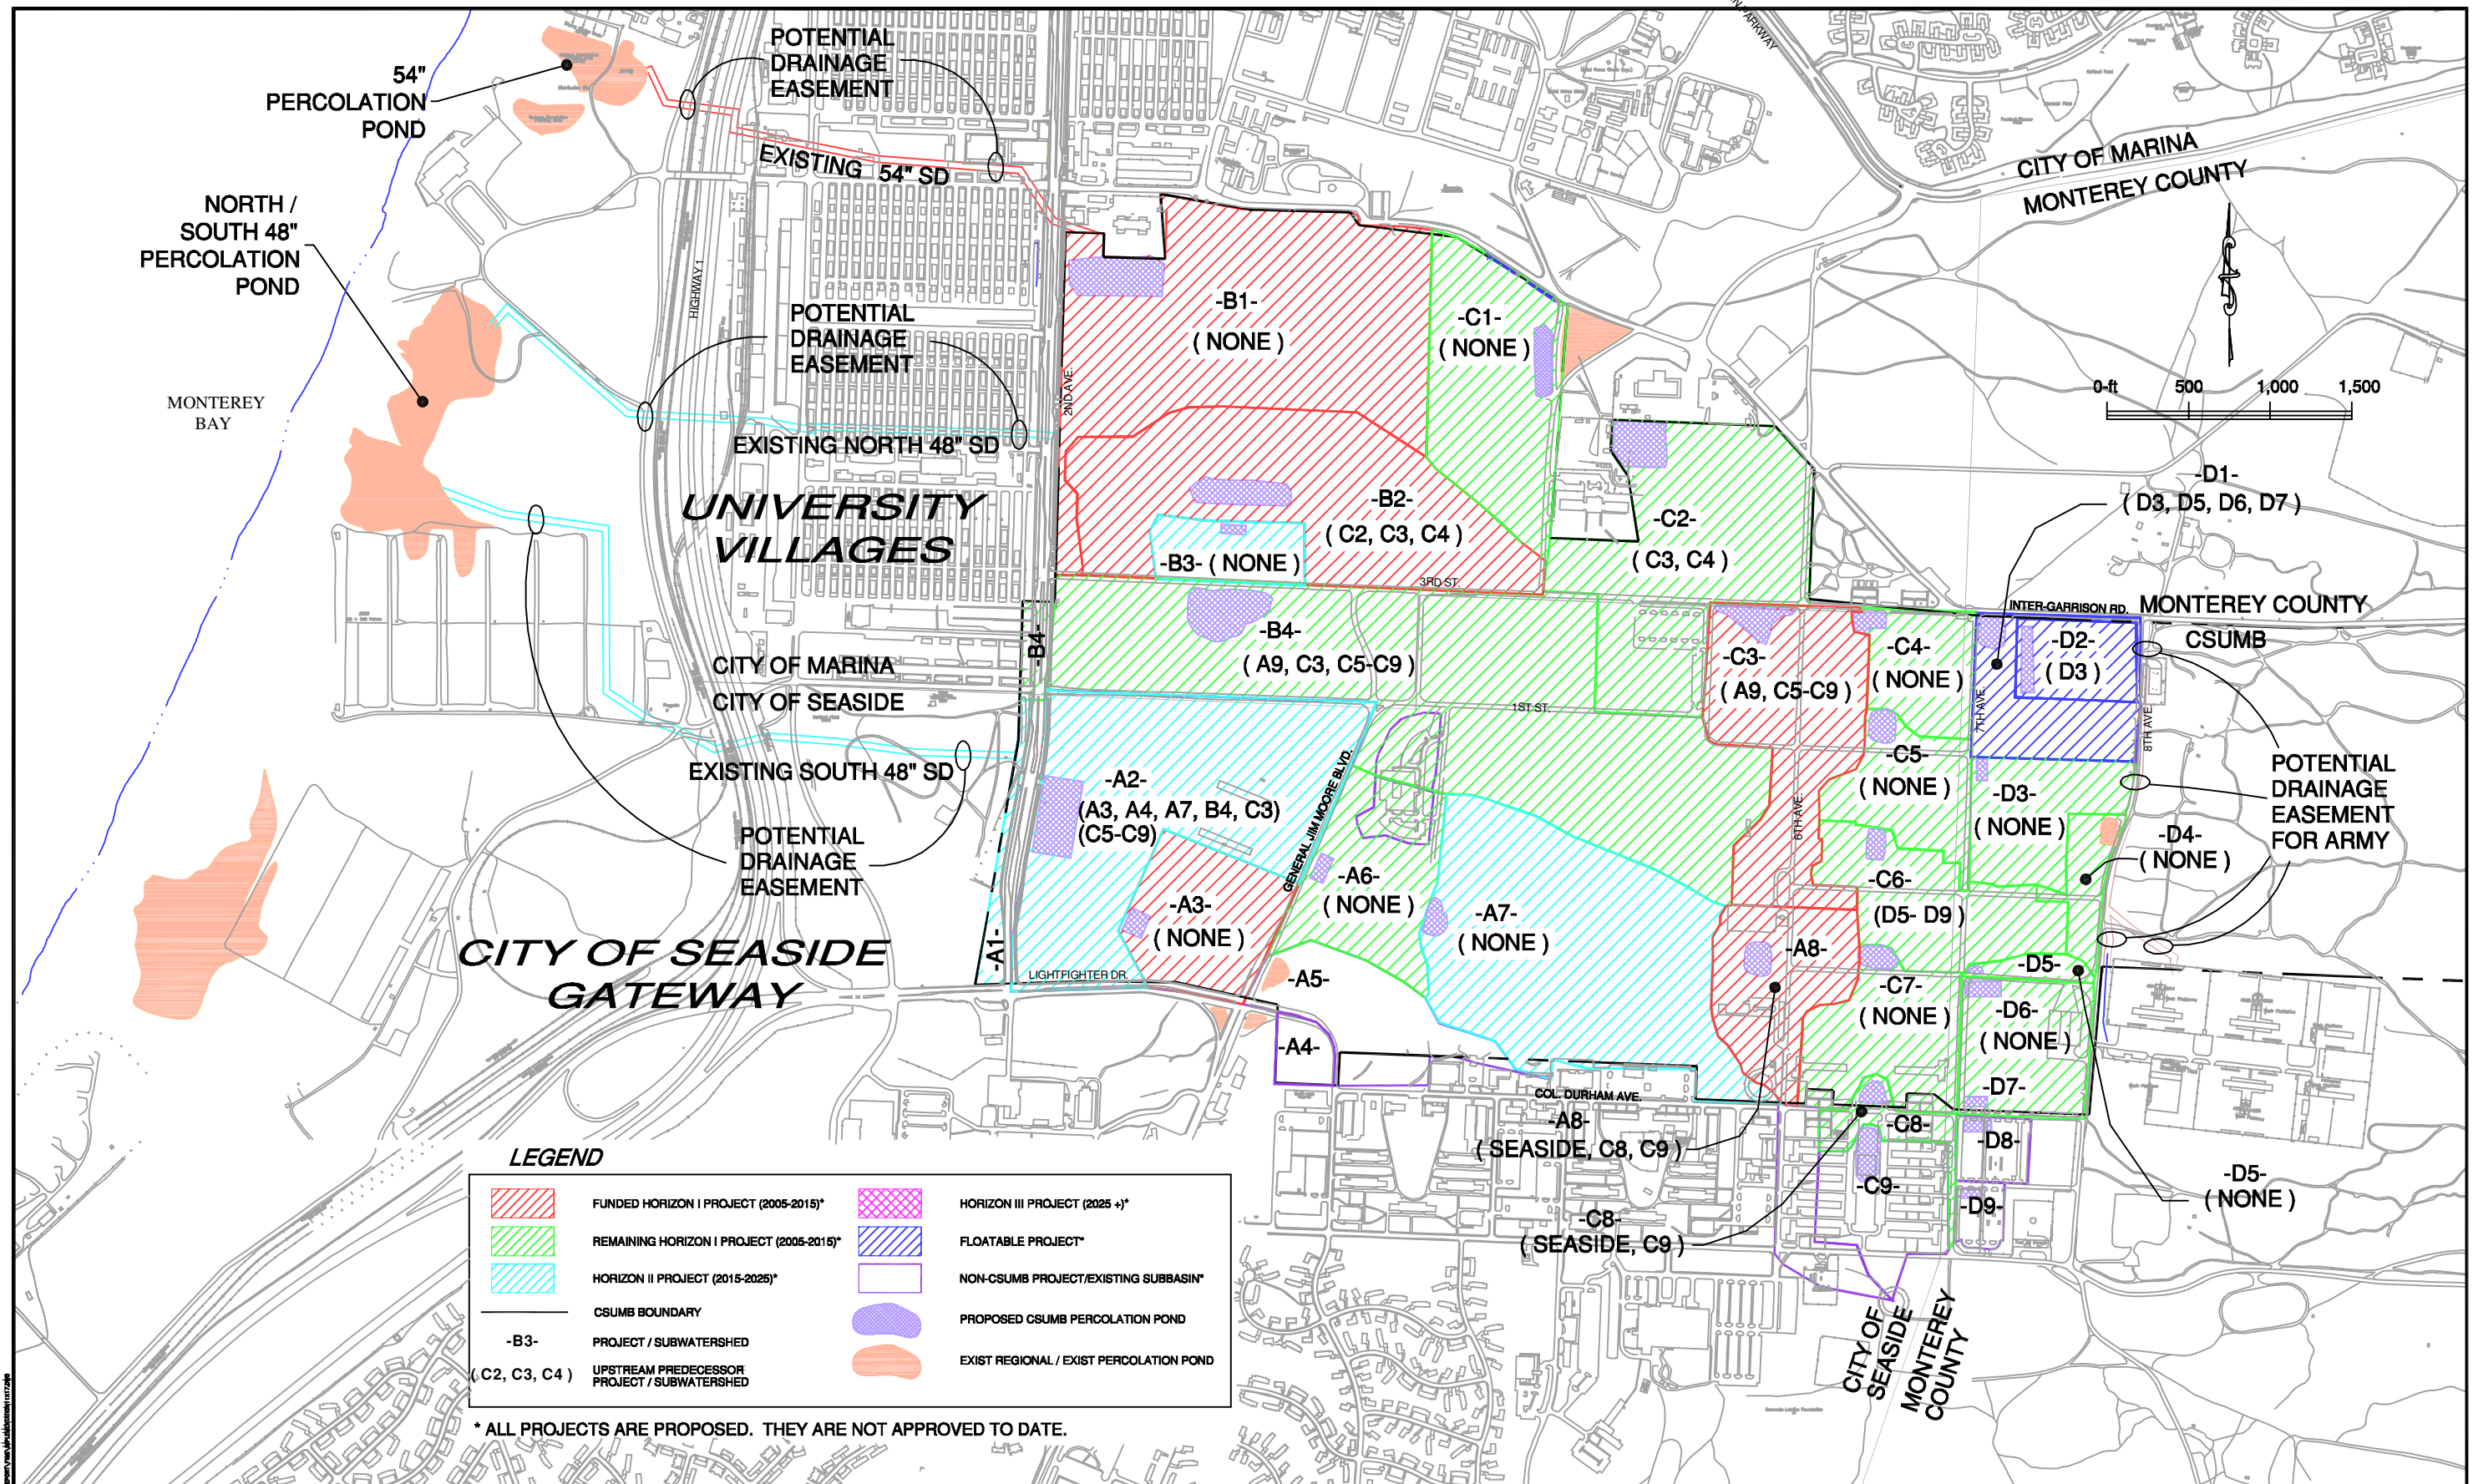 N PARKWAY
POTENTIAL
DRAINAGE
EASEMENT
54"
PERCOLATION
POND
EXISTING 54" SD
CITY OF MARINA
MONTEREY COUNTY
NORTH /
SOUTH 48"
PERCOLATION
POND
HIGHWAY 1
POTENTIAL
DRAINAGE
EASEMENT
-B1-
( NONE )
-C1-
( NONE )
2ND AVE.
0-ft 500 1,000 1,500
MONTEREY
BAY
EXISTING NORTH 48" SD
UNIVERSITY
VILLAGES
-B2-
( C2, C3, C4 )
-B3- ( NONE )
-C2-
( C3, C4 )
3RD ST.
-D1-
( D3, D5, D6, D7 )
INTER-GARRISON RD.
MONTEREY COUNTY
CSUMB
-B4-
-B4-
( A9, C3, C5-C9 )
-C3-
( A9, C5-C9 )
-C4-
( NONE )
-D2-
( D3 )
CITY OF MARINA
CITY OF SEASIDE
1ST ST.
7TH AVE.
8TH AVE.
EXISTING SOUTH 48" SD
-A2-
(A3, A4, A7, B4, C3)
(C5-C9)
GENERAL JIM MOORE BLVD.
6TH AVE.
-C5-
( NONE )
-D3-
( NONE )
POTENTIAL
DRAINAGE
EASEMENT
FOR ARMY
-D4-
( NONE )
POTENTIAL
DRAINAGE
EASEMENT
-A3-
( NONE )
-A6-
( NONE )
-A7-
( NONE )
-C6-
(D5- D9 )
-A8-
-D5-
-A1-
CITY OF SEASIDE
GATEWAY
LIGHTFIGHTER DR.
-A5-
-C7-
( NONE )
-D6-
( NONE )
-A4-
-D7-
COL. DURHAM AVE.
-A8-
( SEASIDE, C8, C9 )
-C8-
-D8-
-C9-
-D9-
-D5-
( NONE )
-C8-
( SEASIDE, C9 )
CITY OF
SEASIDE
MONTEREY
COUNTY
LEGEND
FUNDED HORIZON I PROJECT (2005-2015)*
REMAINING HORIZON I PROJECT (2005-2015)*
HORIZON II PROJECT (2015-2025)*
CSUMB BOUNDARY
-B3- PROJECT / SUBWATERSHED
( C2, C3, C4 ) UPSTREAM PREDECESSOR
PROJECT / SUBWATERSHED
HORIZON III PROJECT (2025 +)*
FLOATABLE PROJECT*
NON-CSUMB PROJECT/EXISTING SUBBASIN*
PROPOSED CSUMB PERCOLATION POND
EXIST REGIONAL / EXIST PERCOLATION POND
* ALL PROJECTS ARE PROPOSED. THEY ARE NOT APPROVED TO DATE.